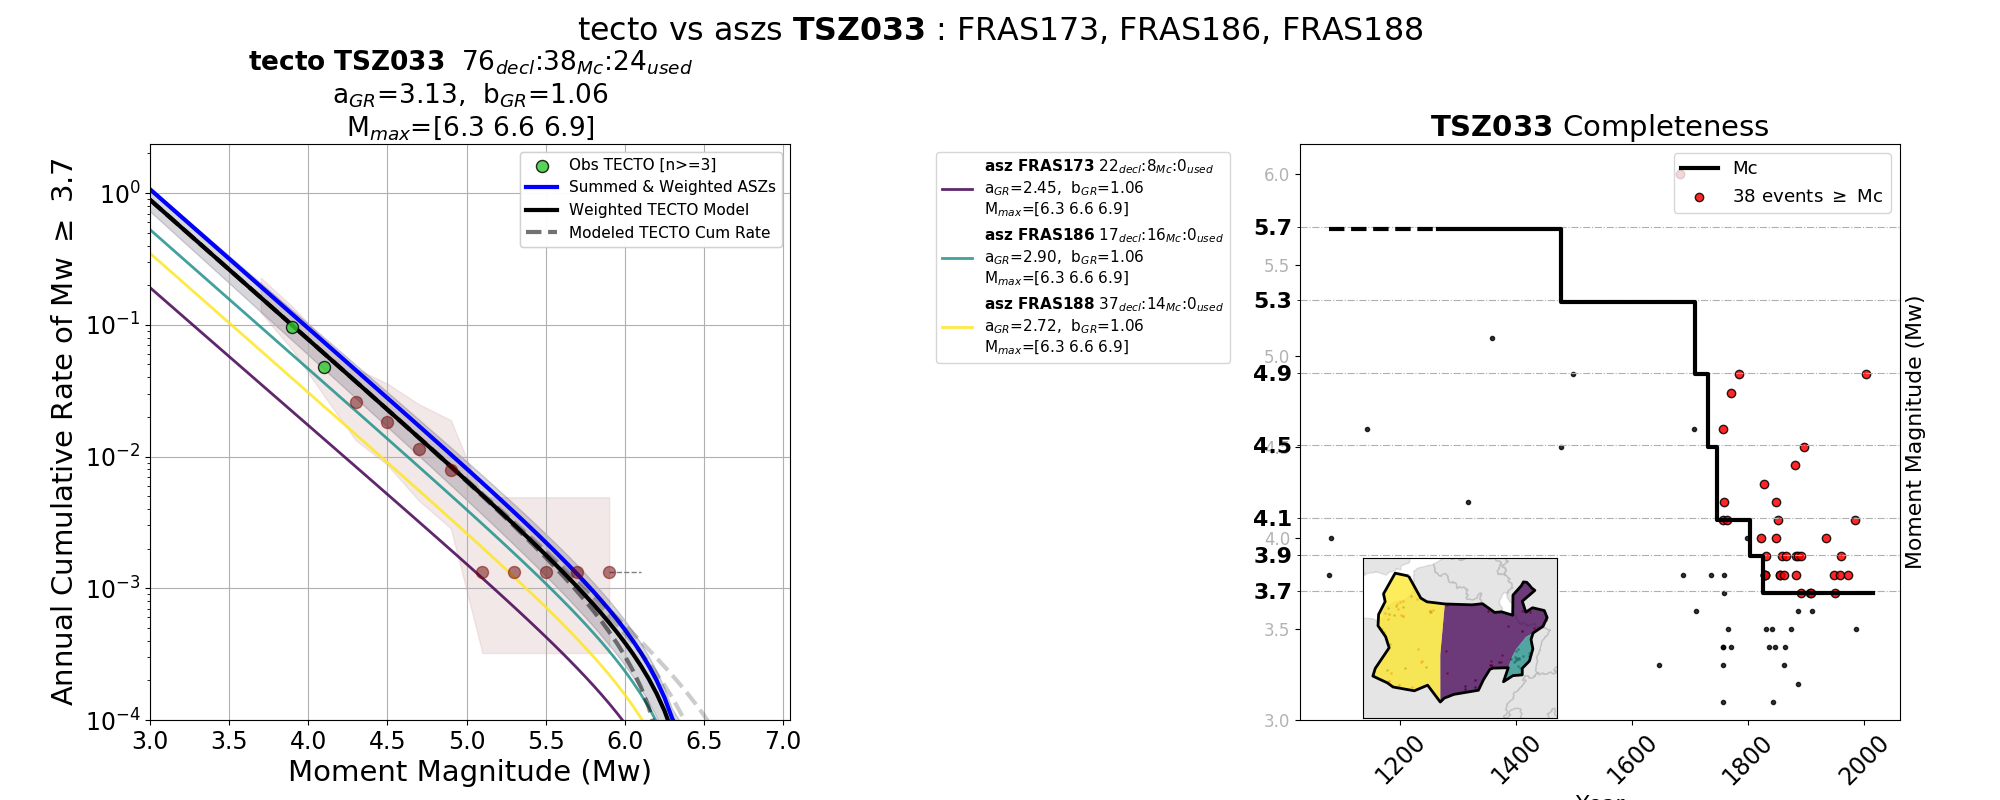 tecto vs aszs TSZ033 : FRAS173, FRAS186, FRAS188
tecto TSZ033 76decl:38Mc:24used
aGR=3.13, bGR=1.06
Mmax=[6.3 6.6 6.9]
Annual Cumulative Rate of Mw ≥ 3.7
10^0
10^−1
10^−2
10^−3
10^−4
3.0 3.5 4.0 4.5 5.0 5.5 6.0 6.5 7.0
Moment Magnitude (Mw)
Obs TECTO [n>=3]
Summed & Weighted ASZs
Weighted TECTO Model
Modeled TECTO Cum Rate
asz FRAS173 22decl:8Mc:0used
aGR=2.45, bGR=1.06
Mmax=[6.3 6.6 6.9]
asz FRAS186 17decl:16Mc:0used
aGR=2.90, bGR=1.06
Mmax=[6.3 6.6 6.9]
asz FRAS188 37decl:14Mc:0used
aGR=2.72, bGR=1.06
Mmax=[6.3 6.6 6.9]
TSZ033 Completeness
Mc
38 events ≥ Mc
6.0
5.7
5.5
5.3
5.0
4.9
4.5
4.1
4.0
3.9
3.7
3.5
3.0
1200 1400 1600 1800 2000
Moment Magnitude (Mw)
Year